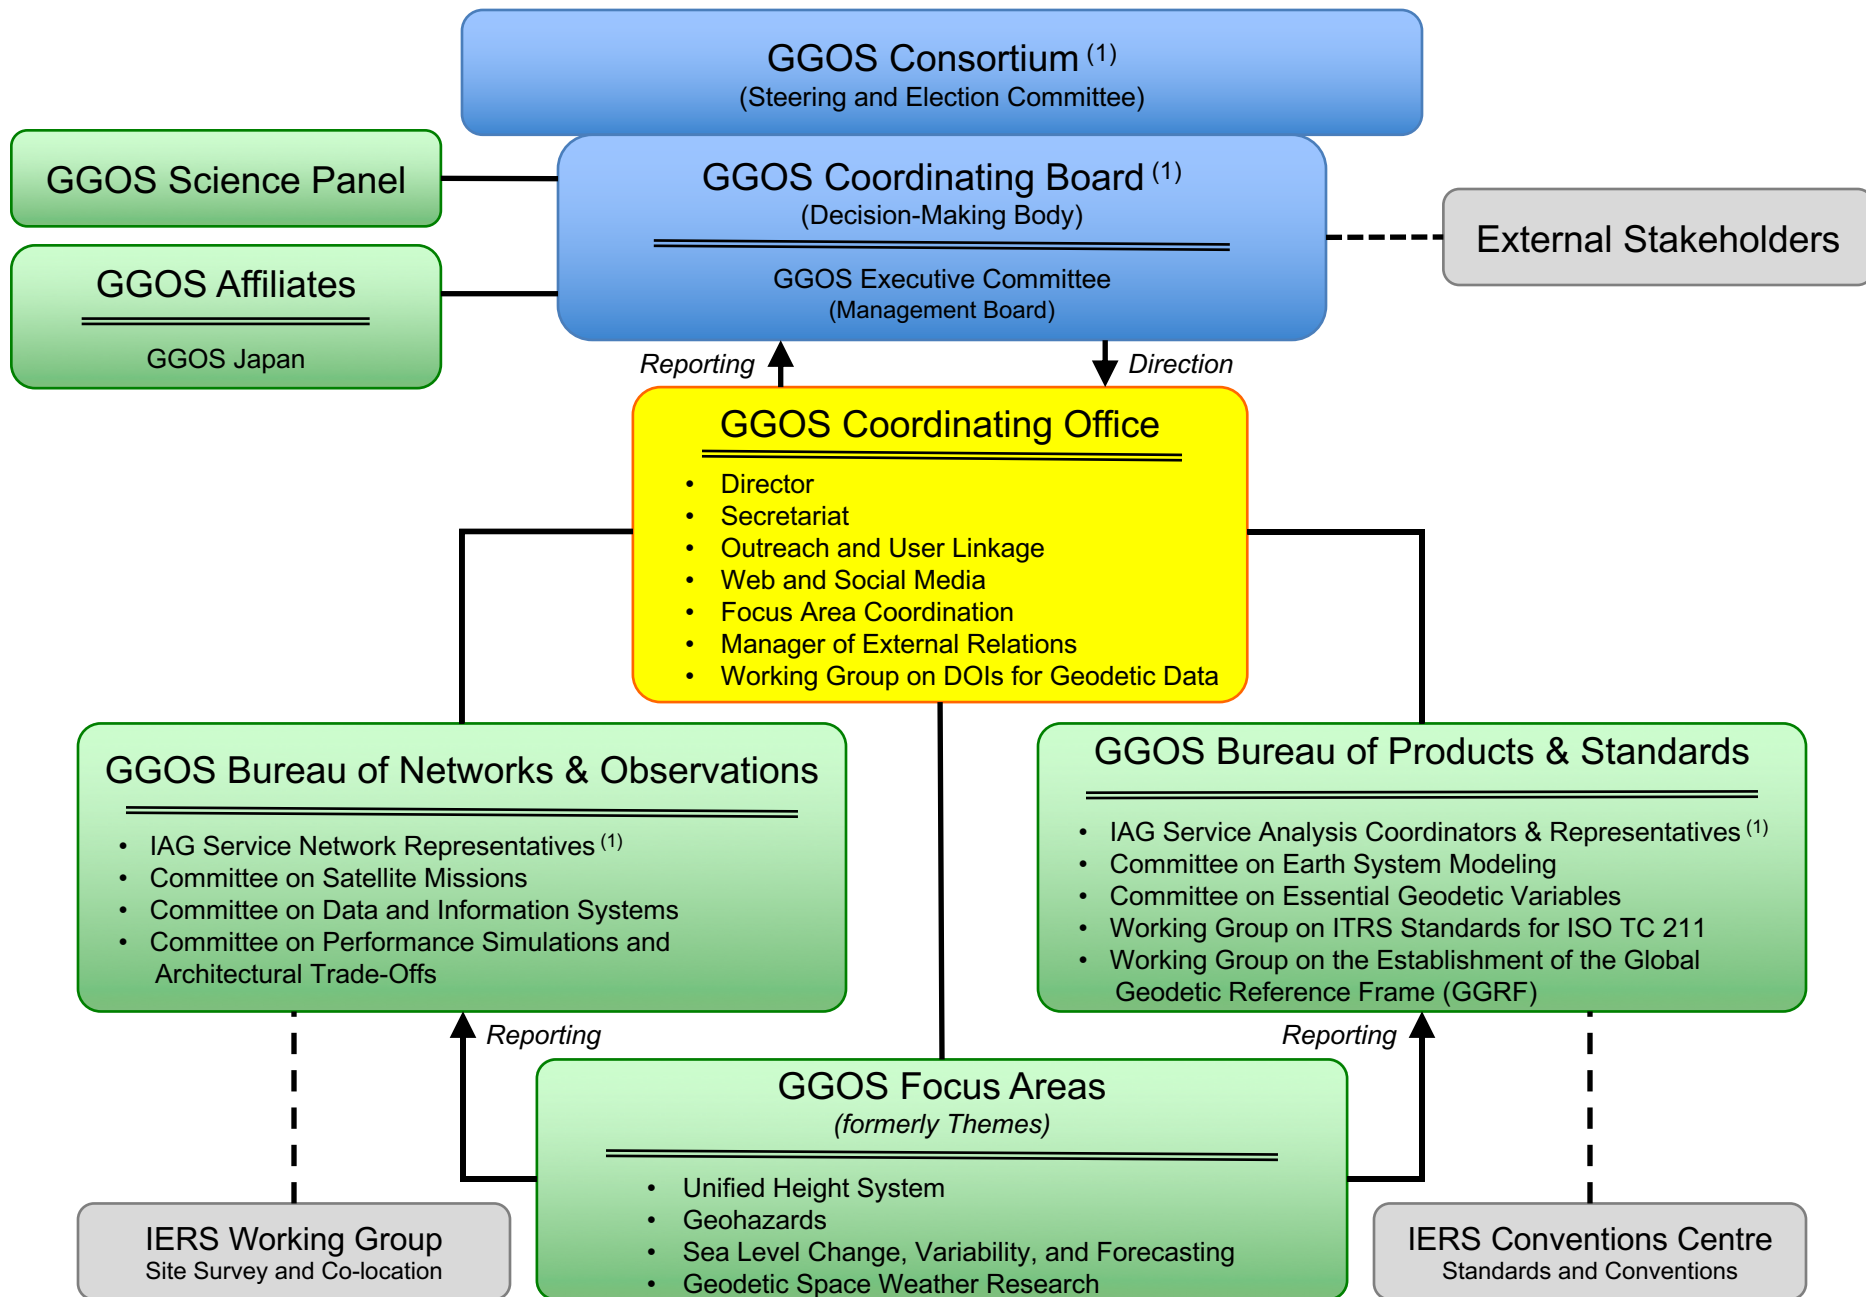 GGOS Consortium (1)
(Steering and Election Committee)
GGOS Science Panel
GGOS Coordinating Board (1)
(Decision-Making Body)
GGOS Executive Committee
(Management Board)
External Stakeholders
GGOS Affiliates
GGOS Japan
Reporting
Direction
GGOS Coordinating Office
• Director
• Secretariat
• Outreach and User Linkage
• Web and Social Media
• Focus Area Coordination
• Manager of External Relations
• Working Group on DOIs for Geodetic Data
GGOS Bureau of Networks & Observations
• IAG Service Network Representatives (1)
• Committee on Satellite Missions
• Committee on Data and Information Systems
• Committee on Performance Simulations and
Architectural Trade-Offs
GGOS Bureau of Products & Standards
• IAG Service Analysis Coordinators & Representatives (1)
• Committee on Earth System Modeling
• Committee on Essential Geodetic Variables
• Working Group on ITRS Standards for ISO TC 211
• Working Group on the Establishment of the Global
Geodetic Reference Frame (GGRF)
Reporting
Reporting
GGOS Focus Areas
(formerly Themes)
• Unified Height System
• Geohazards
• Sea Level Change, Variability, and Forecasting
• Geodetic Space Weather Research
IERS Working Group
Site Survey and Co-location
IERS Conventions Centre
Standards and Conventions